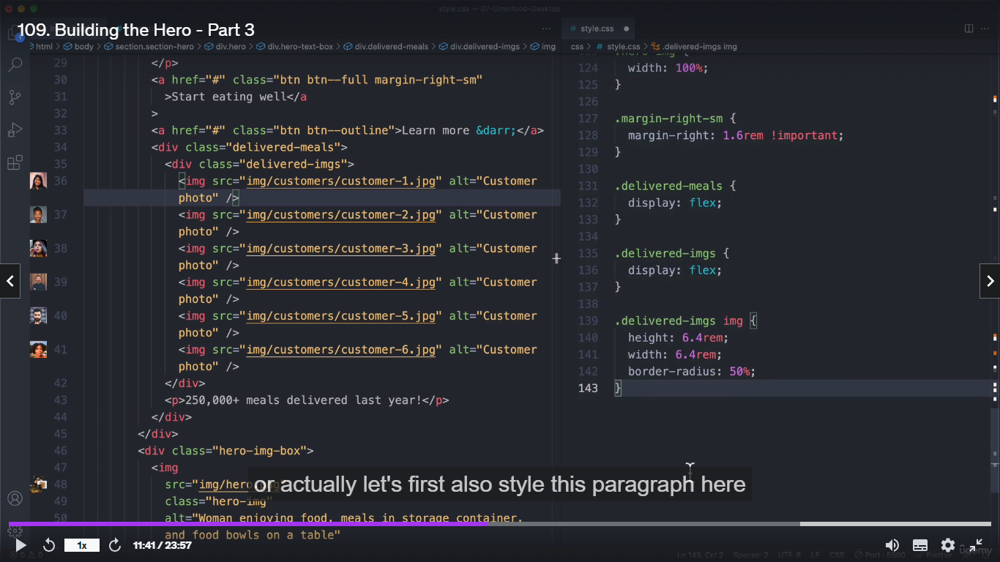 style.css — 07-Omnifood-Desktop
109. Building the Hero - Part 3
1
# style.css
html > body > section.section-hero > div.hero > div.hero-text-box > div.delivered-meals > div.delivered-imgs > img
css > # style.css > .delivered-imgs img
29 </p>
30 <a href="#" class="btn btn--full margin-right-sm"
31 >Start eating well</a
32 >
33 <a href="#" class="btn btn--outline">Learn more &darr;</a>
34 <div class="delivered-meals">
35 <div class="delivered-imgs">
36 <img src="img/customers/customer-1.jpg" alt="Customer
photo" />
37 <img src="img/customers/customer-2.jpg" alt="Customer
photo" />
38 <img src="img/customers/customer-3.jpg" alt="Customer
photo" />
39 <img src="img/customers/customer-4.jpg" alt="Customer
photo" />
40 <img src="img/customers/customer-5.jpg" alt="Customer
photo" />
41 <img src="img/customers/customer-6.jpg" alt="Customer
photo" />
42 </div>
43 <p>250,000+ meals delivered last year!</p>
44 </div>
45 </div>
46 <div class="hero-img-box">
47 <img
48 src="img/hero
49 class="hero-img"
50 alt="Woman enjoying food, meals in storage container,
and food bowls on a table"
.hero-img {
124 width: 100%;
125 }
126
127 .margin-right-sm {
128 margin-right: 1.6rem !important;
129 }
130
131 .delivered-meals {
132 display: flex;
133 }
134
135 .delivered-imgs {
136 display: flex;
137 }
138
139 .delivered-imgs img {
140 height: 6.4rem;
141 width: 6.4rem;
142 border-radius: 50%;
143 }
or actually let's first also style this paragraph here
1x
11:41 / 23:57
0 0
Ln 143, Col 2 Spaces: 2 UTF-8 LF CSS Port : 5500 Prettier
udemy